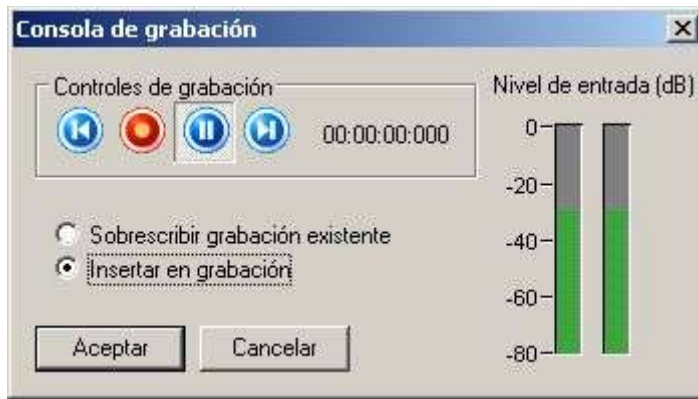 Consola de grabación
Controles de grabación
Nivel de entrada (dB)
00:00:00:000
0
-20
-40
-60
-80
Sobrescribir grabación existente
Insertar en grabación
Aceptar
Cancelar